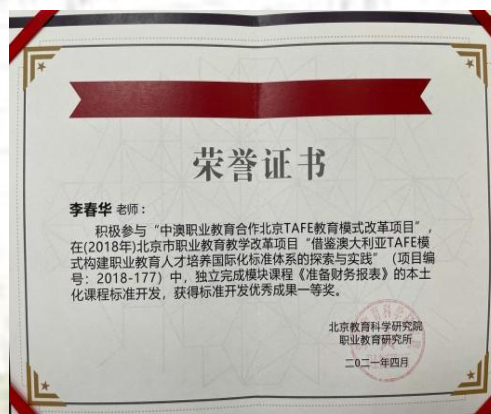 荣誉证书
李春华 老师：
积极参与“中澳职业教育合作北京TAFE教育模式改革项目”，
在(2018年)北京市职业教育教学改革项目“借鉴澳大利亚TAFE模
式构建职业教育人才培养国际化标准体系的探索与实践”（项目编
号：2018-177）中，独立完成模块课程《准备财务报表》的本土
化课程标准开发，获得标准开发优秀成果一等奖。
北京教育科学研究院
职业教育研究所
二〇二一年四月